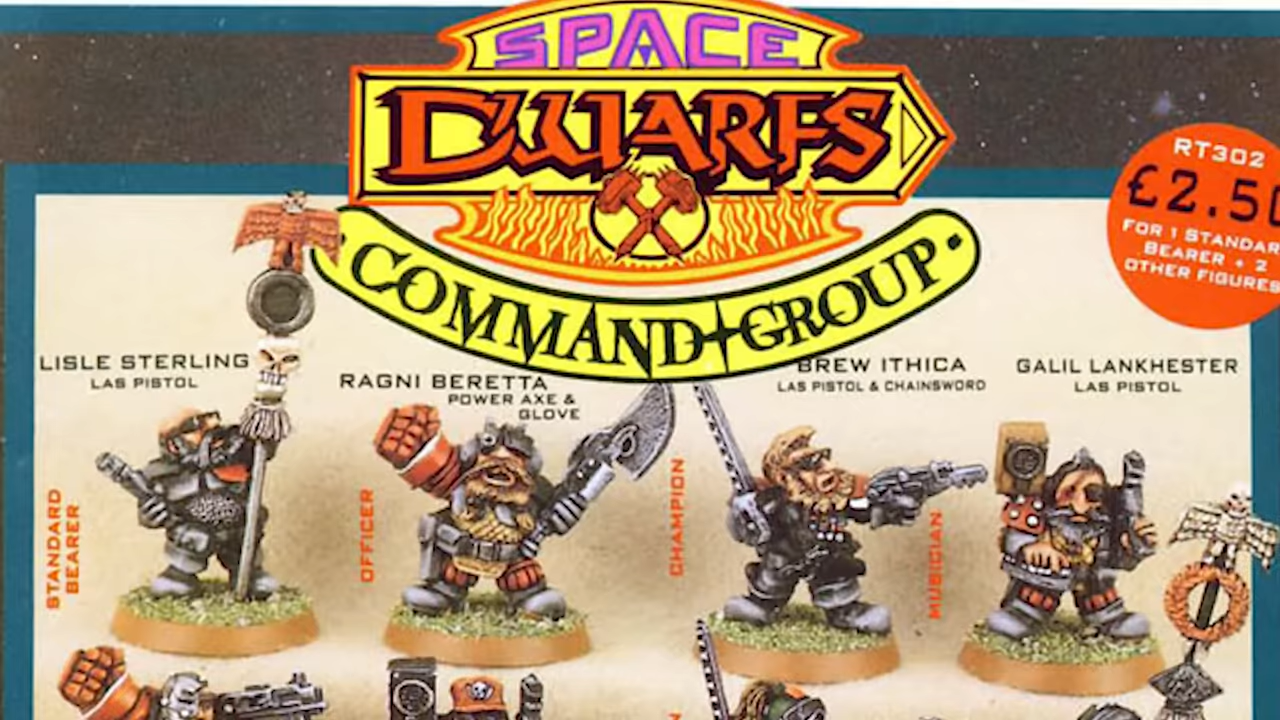 SPACE
DWARFS
COMMAND GROUP
RT302
£2.50
FOR 1 STANDAR
BEARER + 2
OTHER FIGURES
LISLE STERLING
LAS PISTOL
STANDARD
BEARER
RAGNI BERETTA
POWER AXE &
GLOVE
OFFICER
BREW ITHICA
LAS PISTOL & CHAINSWORD
CHAMPION
GALIL LANKHESTER
LAS PISTOL
MUSICIAN